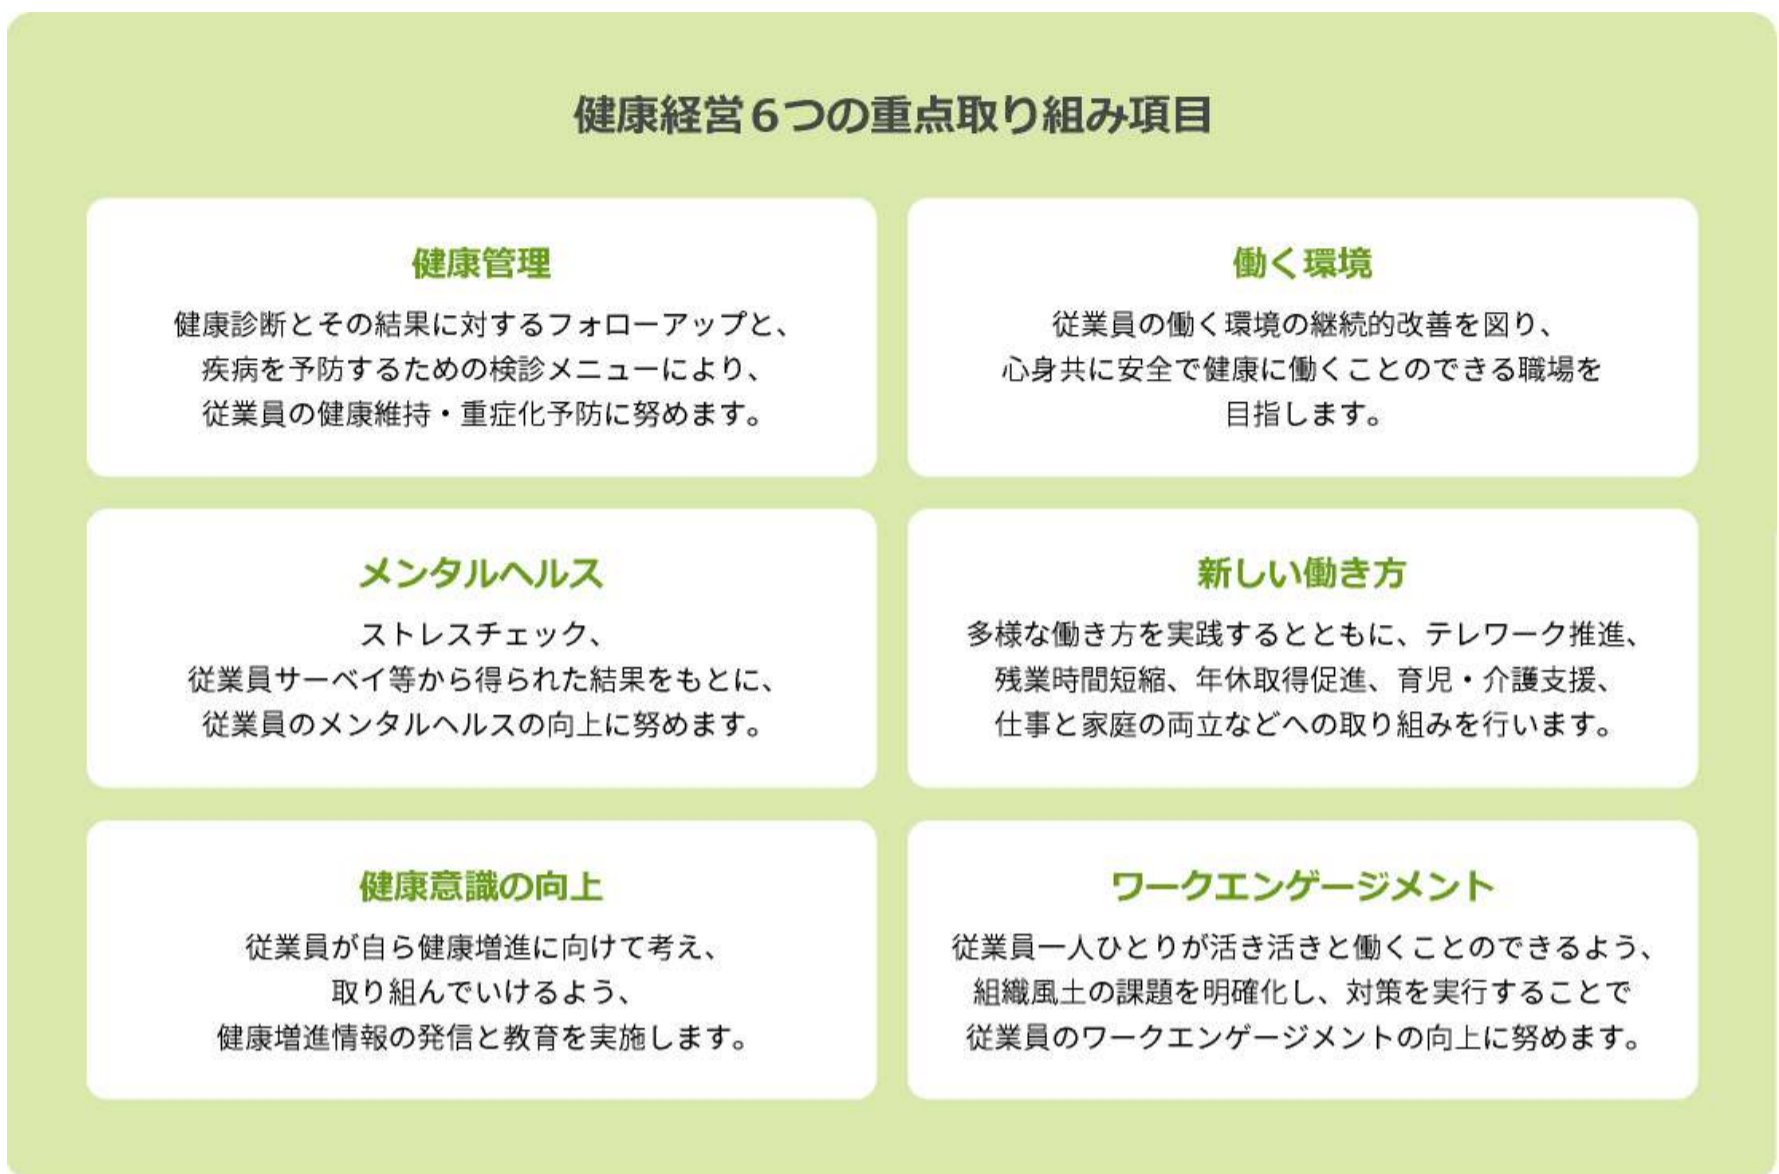 健康経営６つの重点取り組み項目
健康管理
健康診断とその結果に対するフォローアップと、
疾病を予防するための検診メニューにより、
従業員の健康維持・重症化予防に努めます。
働く環境
従業員の働く環境の継続的改善を図り、
心身共に安全で健康に働くことのできる職場を
目指します。
メンタルヘルス
ストレスチェック、
従業員サーベイ等から得られた結果をもとに、
従業員のメンタルヘルスの向上に努めます。
新しい働き方
多様な働き方を実践するとともに、テレワーク推進、
残業時間短縮、年休取得促進、育児・介護支援、
仕事と家庭の両立などへの取り組みを行います。
健康意識の向上
従業員が自ら健康増進に向けて考え、
取り組んでいけるよう、
健康増進情報の発信と教育を実施します。
ワークエンゲージメント
従業員一人ひとりが活き活きと働くことのできるよう、
組織風土の課題を明確化し、対策を実行することで
従業員のワークエンゲージメントの向上に努めます。